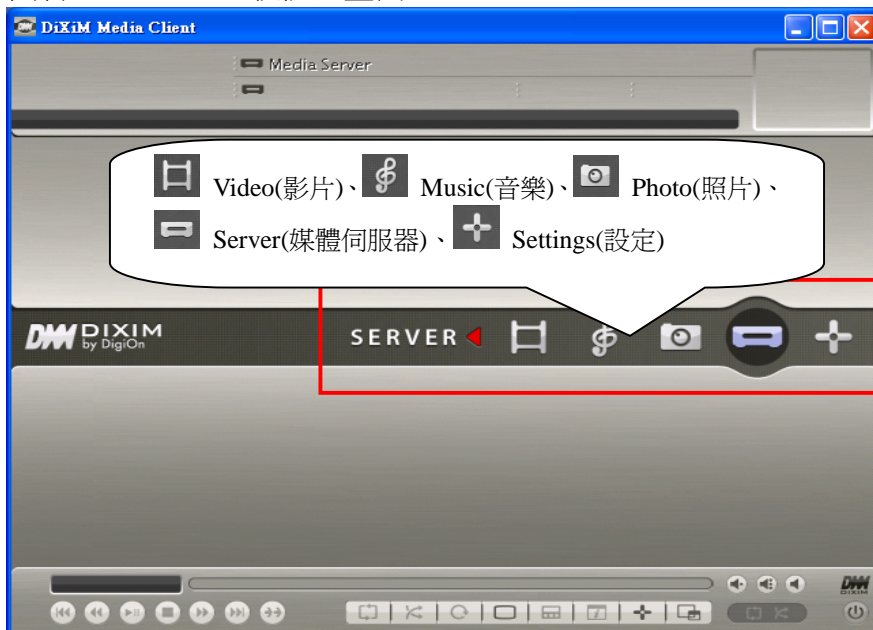 DiXiM Media Client
Media Server
Video(影片)、 Music(音樂)、 Photo(照片)、
Server(媒體伺服器)、 Settings(設定)
DIXIM
by DigiOn
SERVER
DIXIM